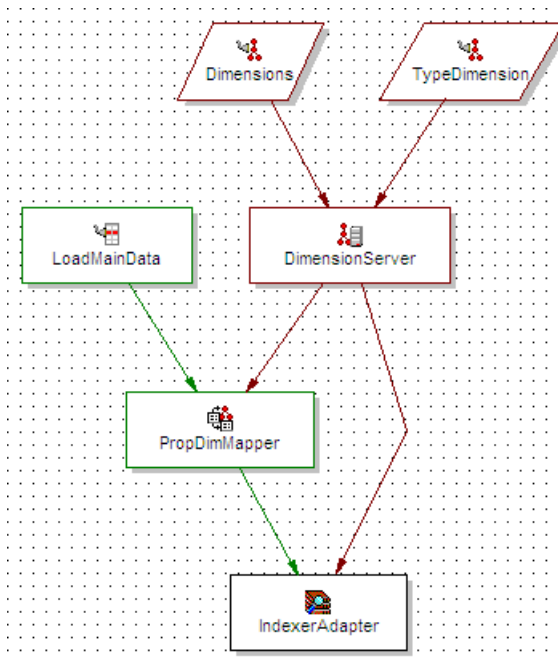 Dimensions
TypeDimension
LoadMainData
DimensionServer
PropDimMapper
IndexerAdapter